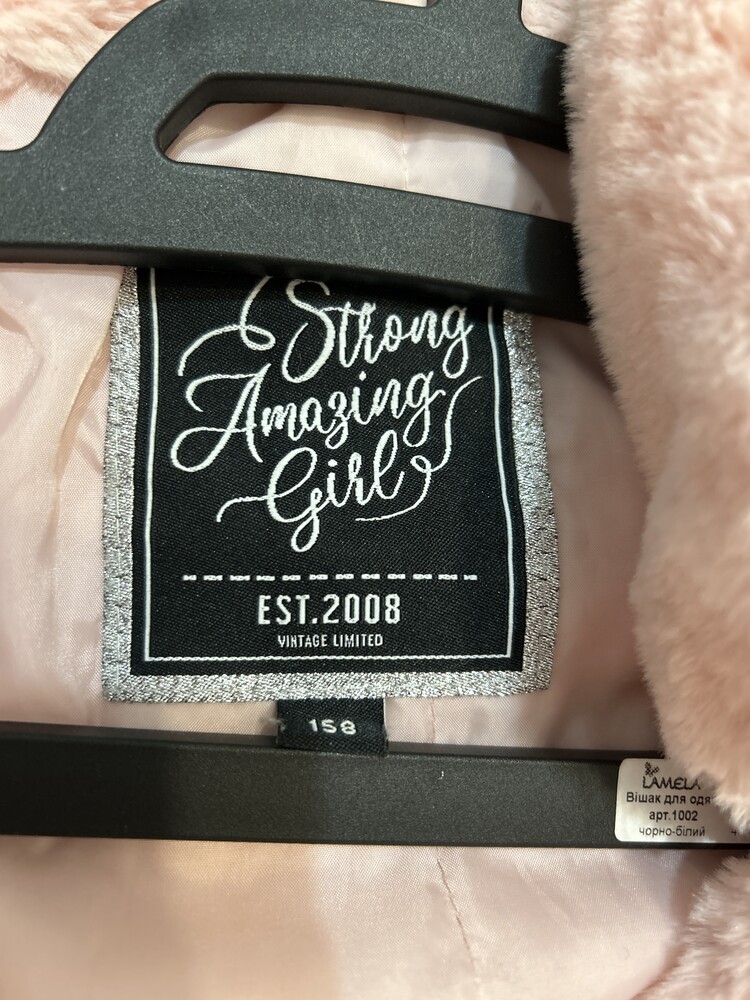 Strong
Amazing
Girl
EST.2008
VINTAGE LIMITED
158
LAMELA
Вішак для одя
арт.1002
чорно-білий